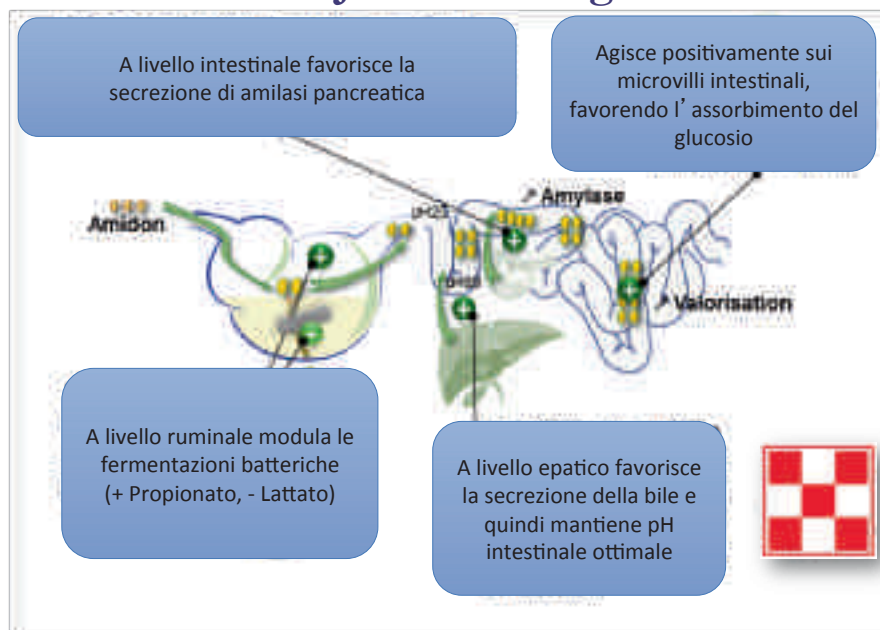 A livello intestinale favorisce la
secrezione di amilasi pancreatica
Agisce positivamente sui
microvilli intestinali,
favorendo l’assorbimento del
glucosio
Amidon
Amylase
Valorisation
A livello ruminale modula le
fermentazioni batteriche
(+ Propionato, - Lattato)
A livello epatico favorisce
la secrezione della bile e
quindi mantiene pH
intestinale ottimale